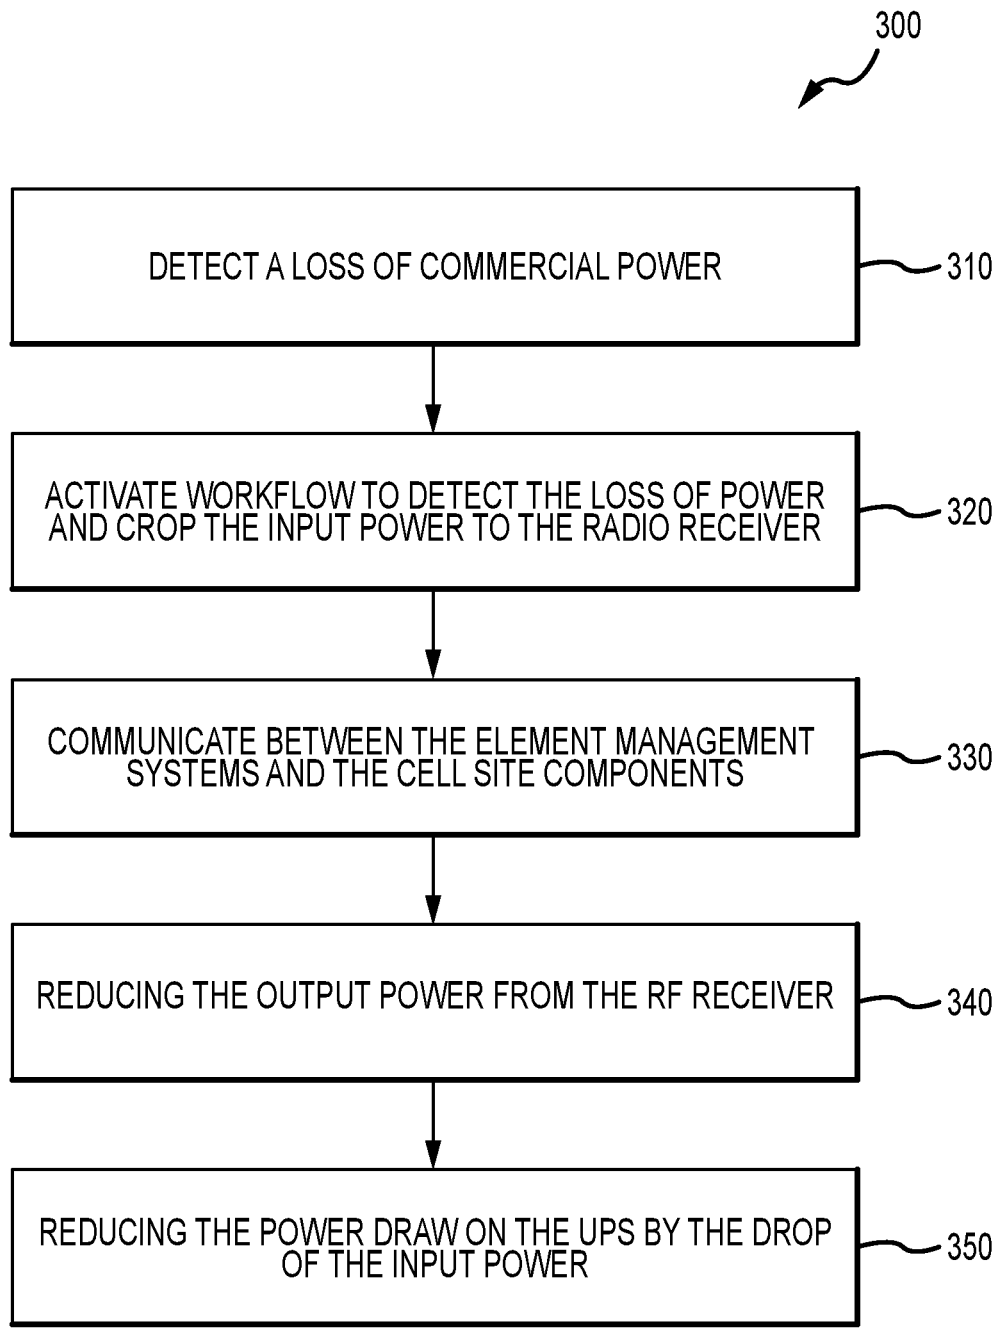 300
DETECT A LOSS OF COMMERCIAL POWER
310
ACTIVATE WORKFLOW TO DETECT THE LOSS OF POWER
AND CROP THE INPUT POWER TO THE RADIO RECEIVER
320
COMMUNICATE BETWEEN THE ELEMENT MANAGEMENT
SYSTEMS AND THE CELL SITE COMPONENTS
330
REDUCING THE OUTPUT POWER FROM THE RF RECEIVER
340
REDUCING THE POWER DRAW ON THE UPS BY THE DROP
OF THE INPUT POWER
350